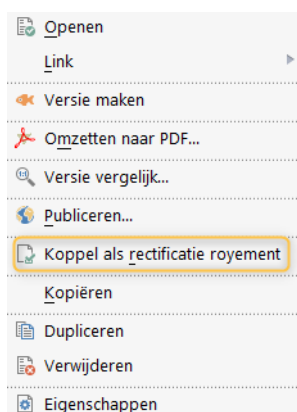 Openen
Link
Versie maken
Omzetten naar PDF...
Versie vergelijk...
Publiceren...
Koppel als rectificatie royement
Kopiëren
Dupliceren
Verwijderen
Eigenschappen